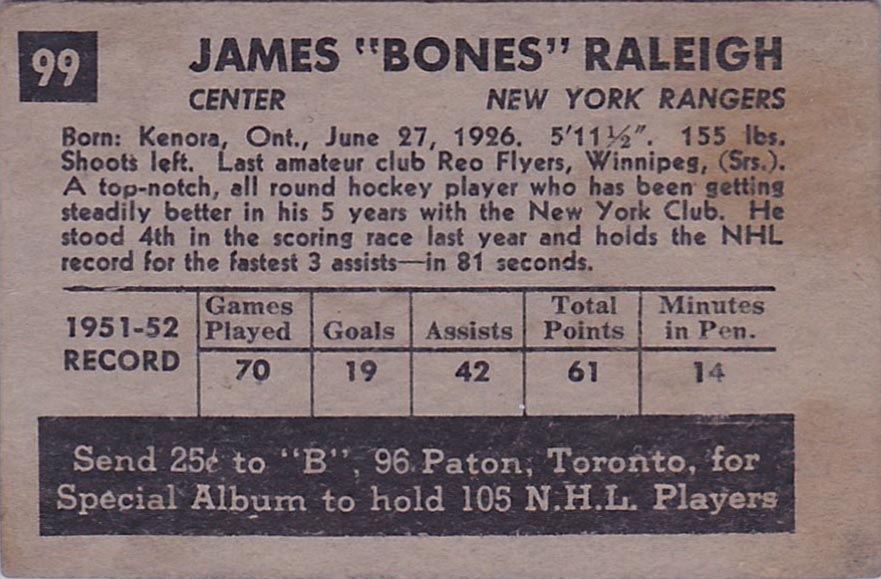 99
JAMES "BONES" RALEIGH
CENTER NEW YORK RANGERS
Born: Kenora, Ont., June 27, 1926. 5'11½". 155 lbs.
Shoots left. Last amateur club Reo Flyers, Winnipeg, (Srs.).
A top-notch, all round hockey player who has been getting
steadily better in his 5 years with the New York Club. He
stood 4th in the scoring race last year and holds the NHL
record for the fastest 3 assists—in 81 seconds.
1951-52 RECORD
Games Played Goals Assists Total Points Minutes in Pen.
70 19 42 61 14
Send 25¢ to "B", 96 Paton, Toronto, for
Special Album to hold 105 N.H.L. Players